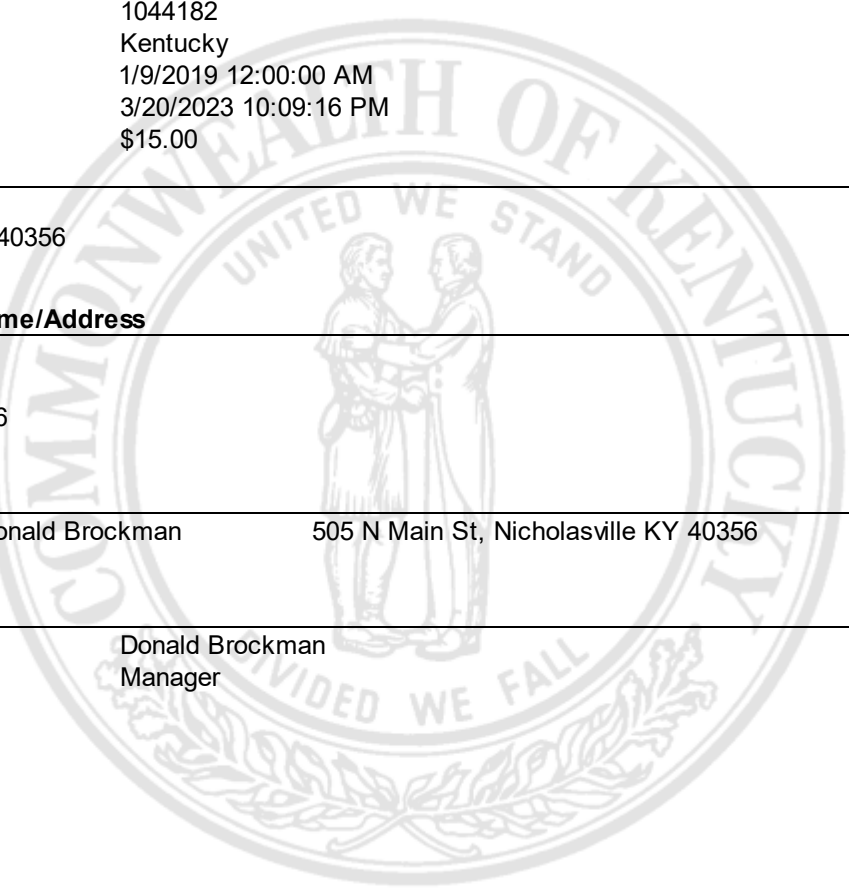 1044182
Kentucky
1/9/2019 12:00:00 AM
3/20/2023 10:09:16 PM
$15.00
40356
me/Address
6
onald Brockman 505 N Main St, Nicholasville KY 40356
Donald Brockman
Manager
COMMONWEALTH OF KENTUCKY
UNITED WE STAND
DIVIDED WE FALL